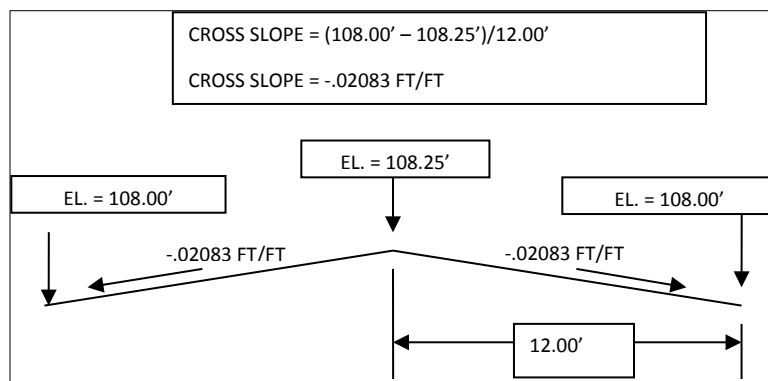 CROSS SLOPE = (108.00’ – 108.25’)/12.00’
CROSS SLOPE = -.02083 FT/FT
EL. = 108.25’
EL. = 108.00’
EL. = 108.00’
-.02083 FT/FT
-.02083 FT/FT
12.00’